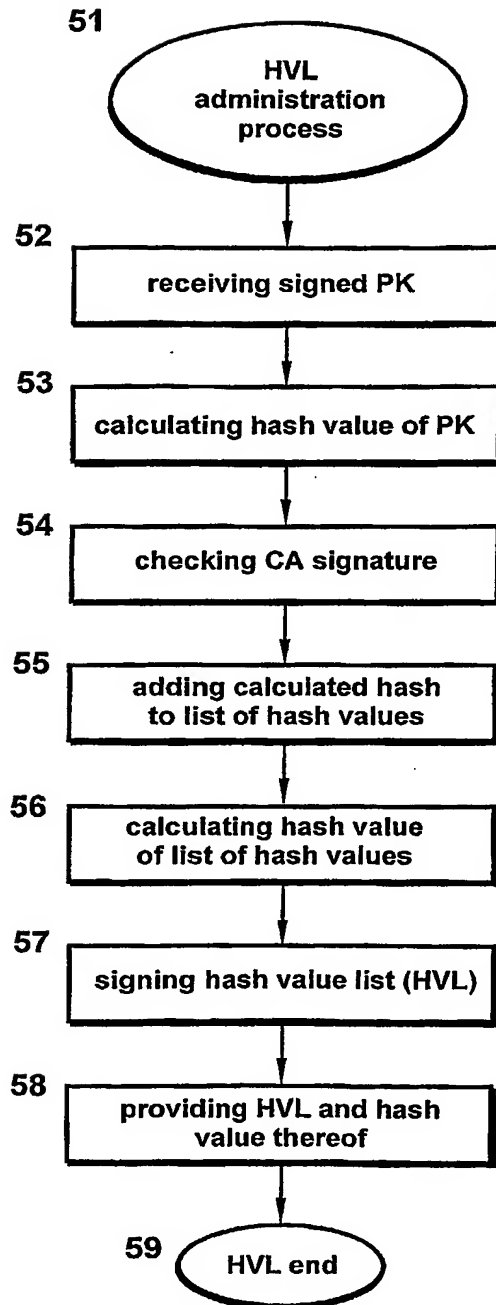 51
HVL
administration
process
52
receiving signed PK
53
calculating hash value of PK
54
checking CA signature
55
adding calculated hash
to list of hash values
56
calculating hash value
of list of hash values
57
signing hash value list (HVL)
58
providing HVL and hash
value thereof
59
HVL end